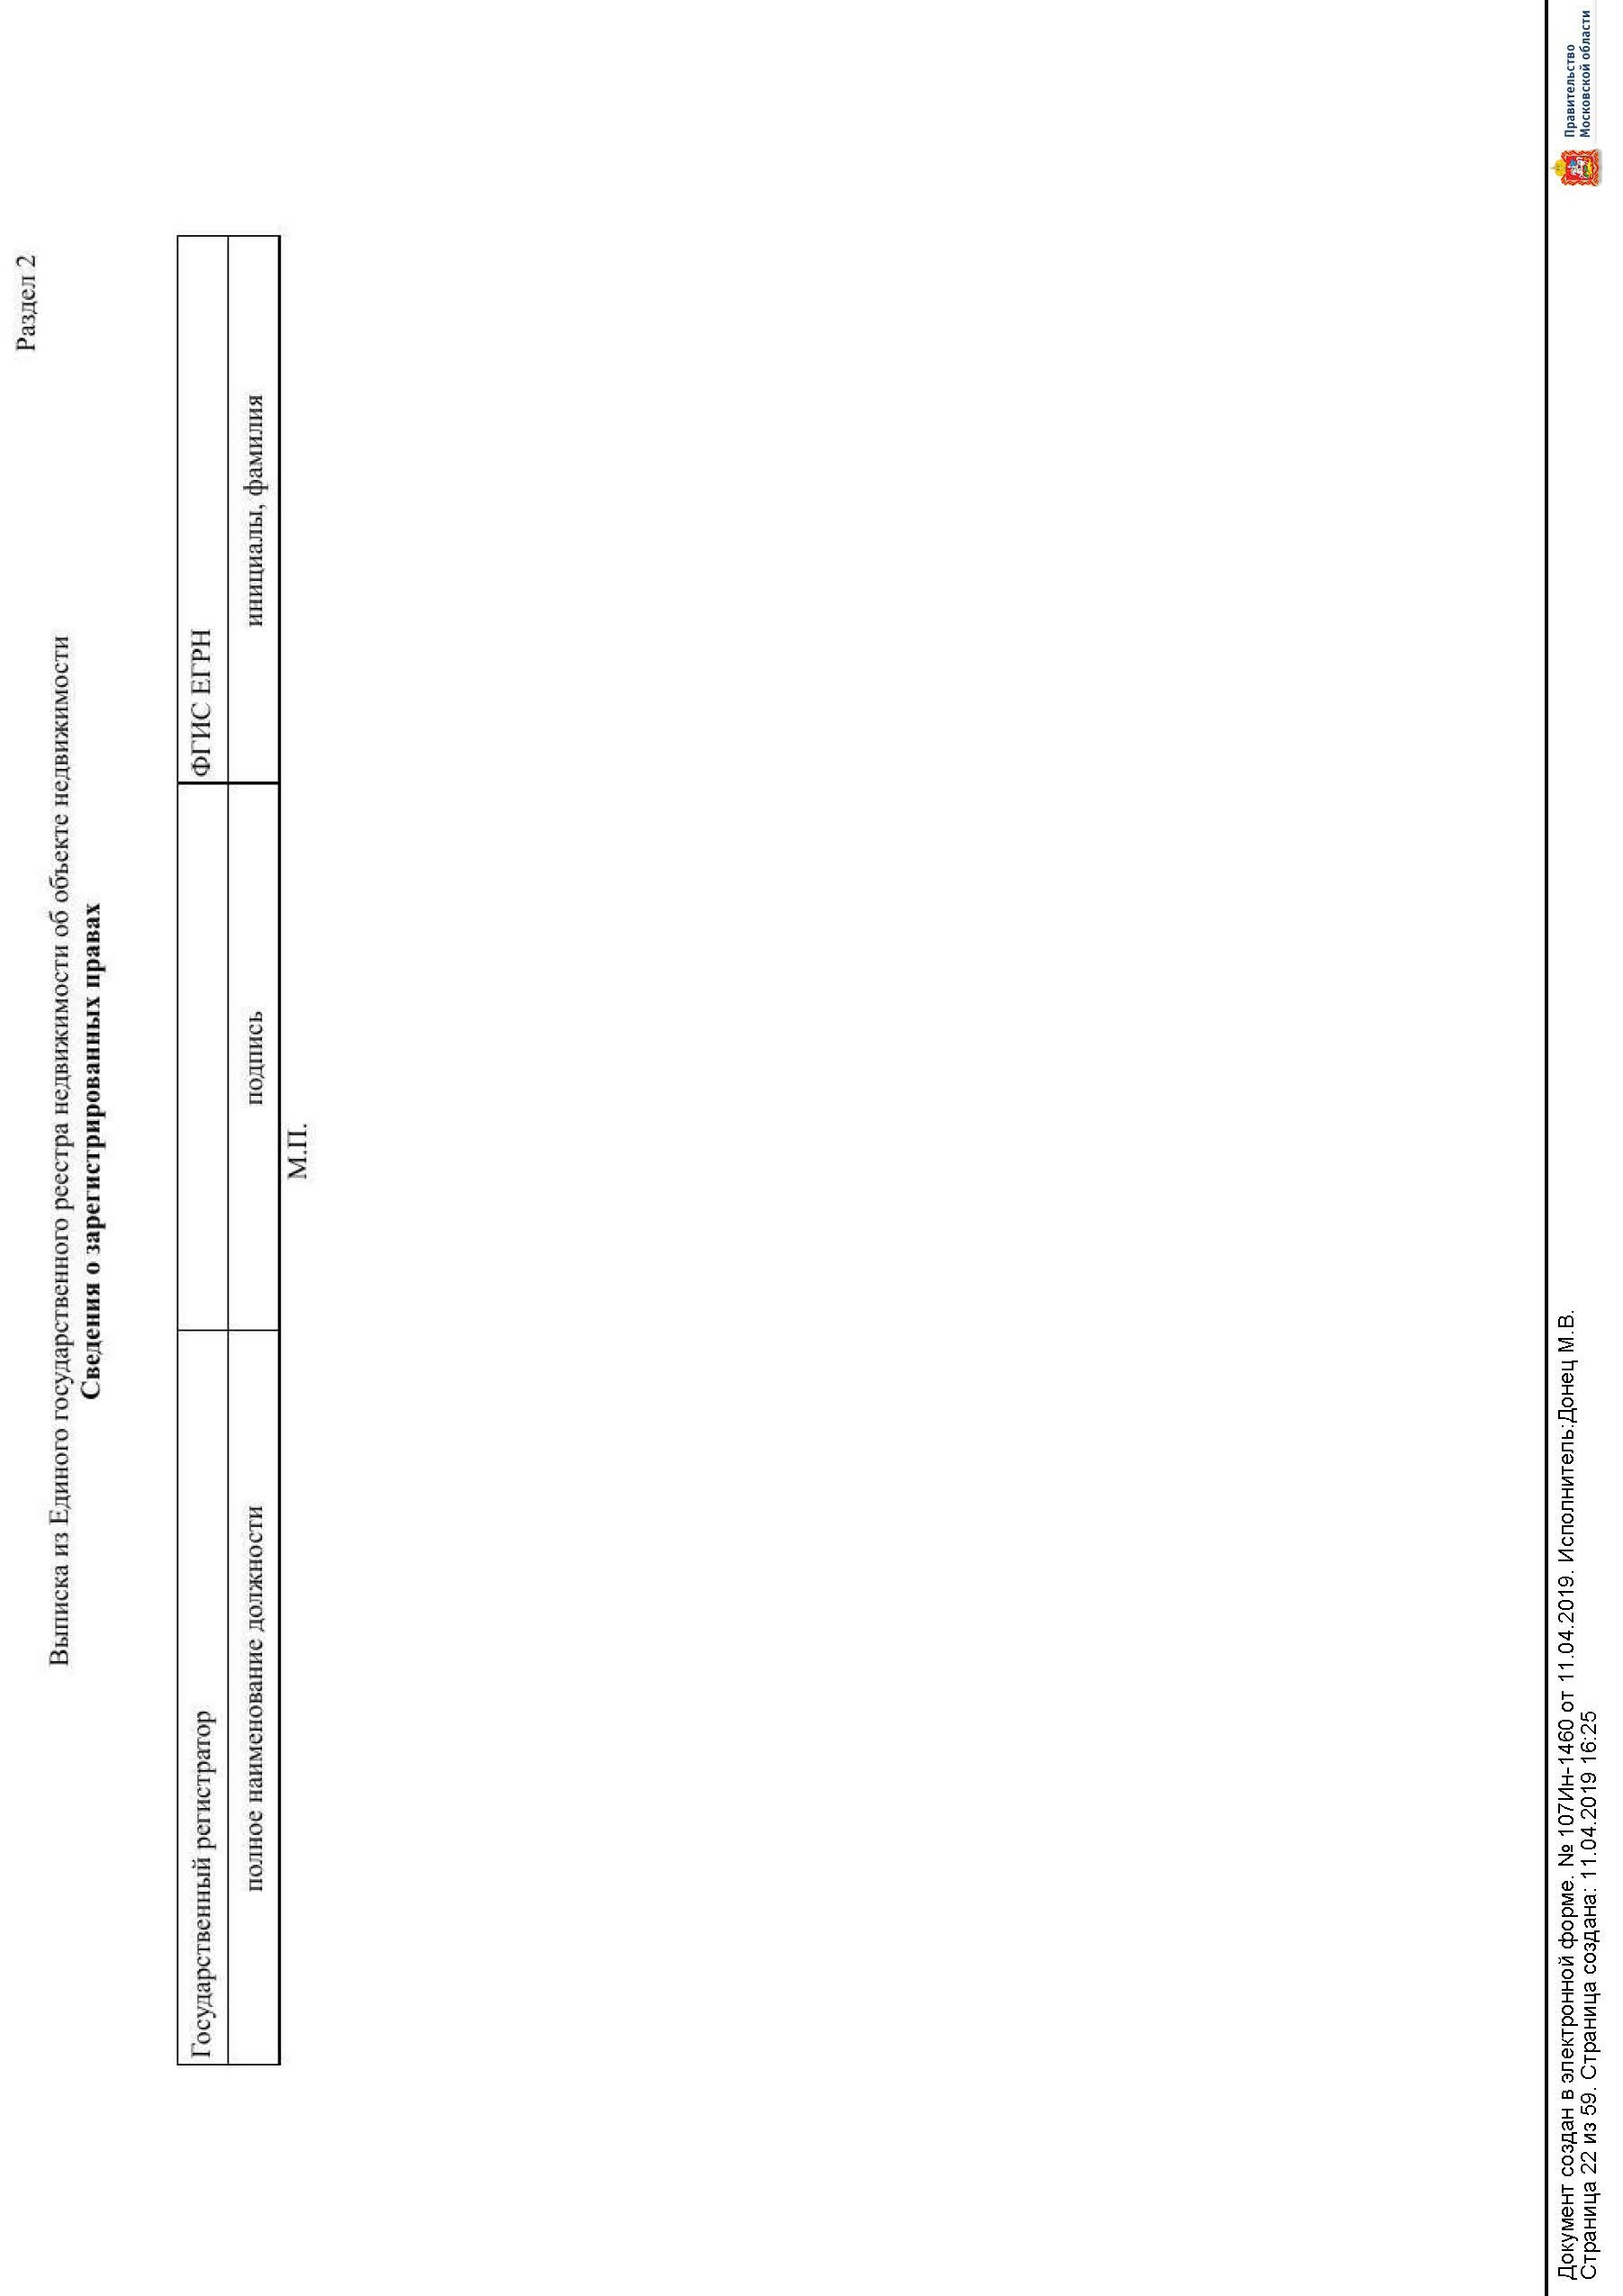 Раздел 2
Выписка из Единого государственного реестра недвижимости об объекте недвижимости
Сведения о зарегистрированных правах
Государственный регистратор
ФГИС ЕГРН
полное наименование должности
подпись
инициалы, фамилия
М.П.
Документ создан в электронной форме. № 107Ин-1460 от 11.04.2019. Исполнитель:Донец М.В.
Страница 22 из 59. Страница создана: 11.04.2019 16:25
Правительство
Московской области